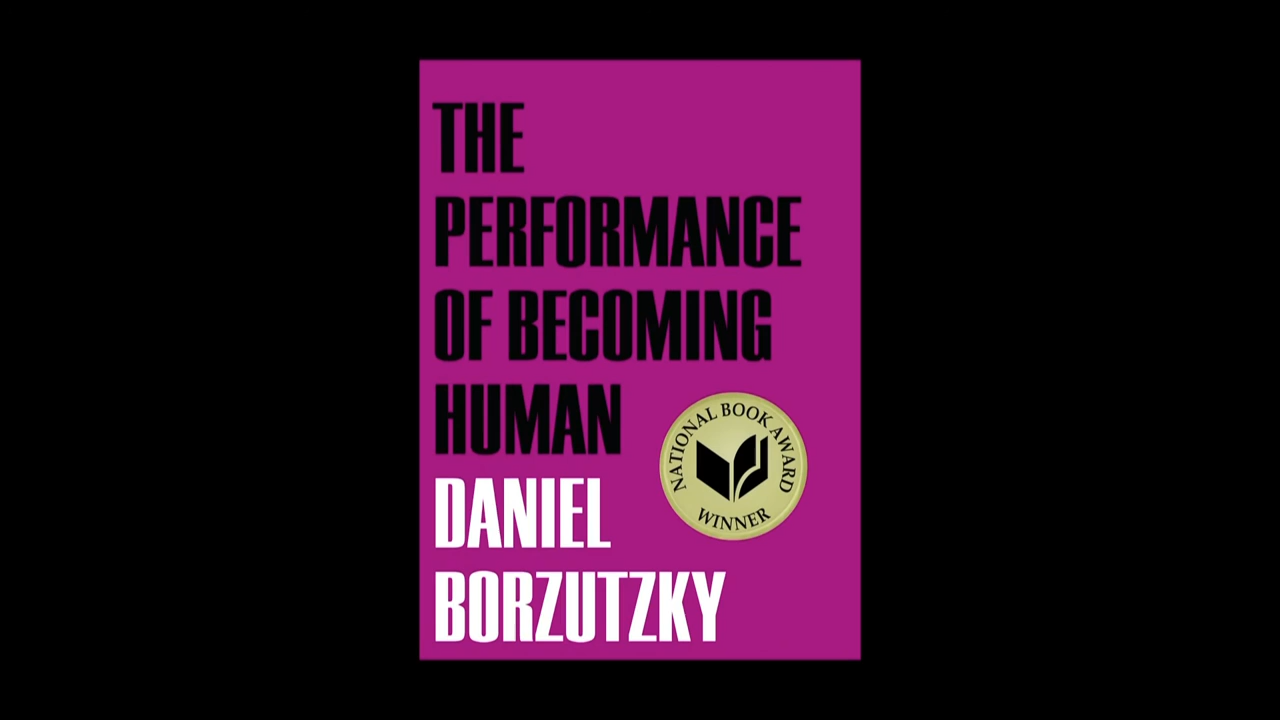 THE
PERFORMANCE
OF BECOMING
HUMAN
NATIONAL BOOK AWARD
WINNER
DANIEL
BORZUTZKY